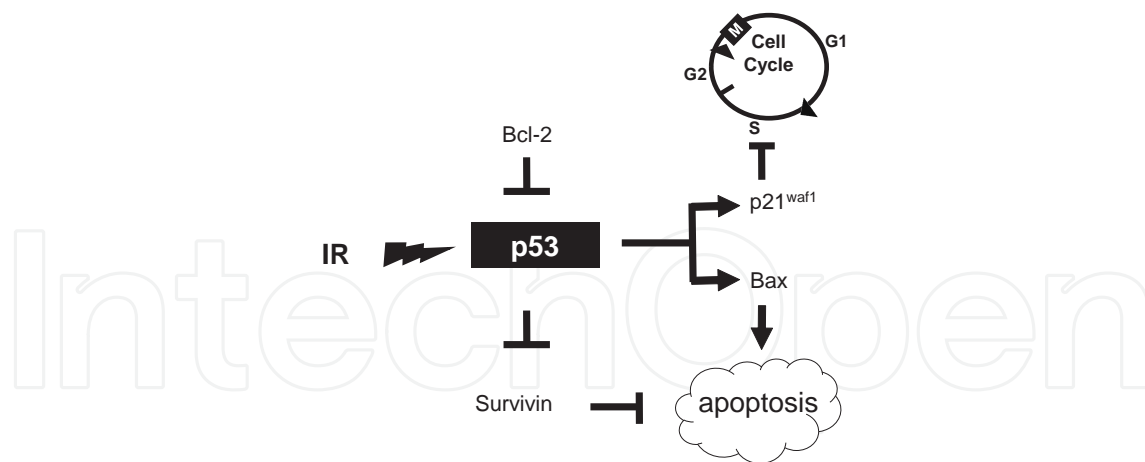 M
Cell
Cycle
G1
G2
S
Bcl-2
p21waf1
IR
p53
Bax
Survivin
apoptosis
IntechOpen